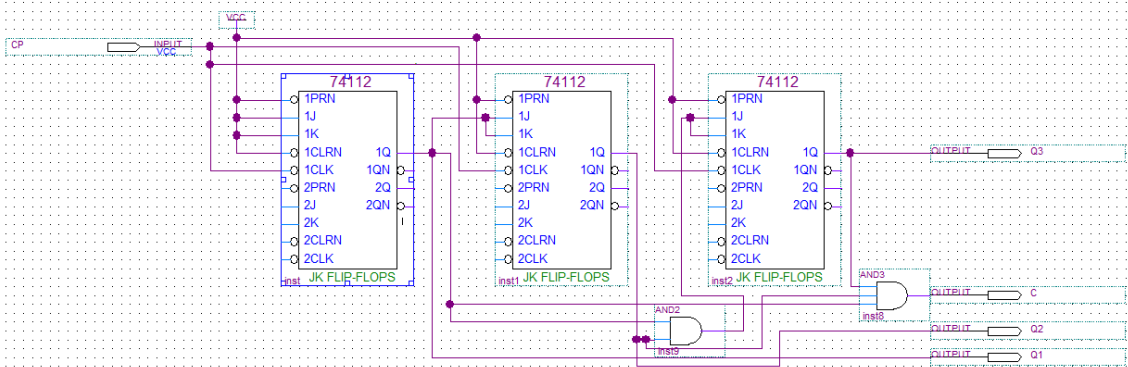 VCC
CP
INPUT
VCC
74112
1PRN
1J
1K
1CLRN
1CLK
2PRN
2J
2K
2CLRN
2CLK
1Q
1QN
2Q
2QN
inst
JK FLIP-FLOPS
74112
1PRN
1J
1K
1CLRN
1CLK
2PRN
2J
2K
2CLRN
2CLK
1Q
1QN
2Q
2QN
inst1
JK FLIP-FLOPS
74112
1PRN
1J
1K
1CLRN
1CLK
2PRN
2J
2K
2CLRN
2CLK
1Q
1QN
2Q
2QN
inst2
JK FLIP-FLOPS
OUTPUT
Q3
AND3
inst8
OUTPUT
C
AND2
inst9
OUTPUT
Q2
OUTPUT
Q1